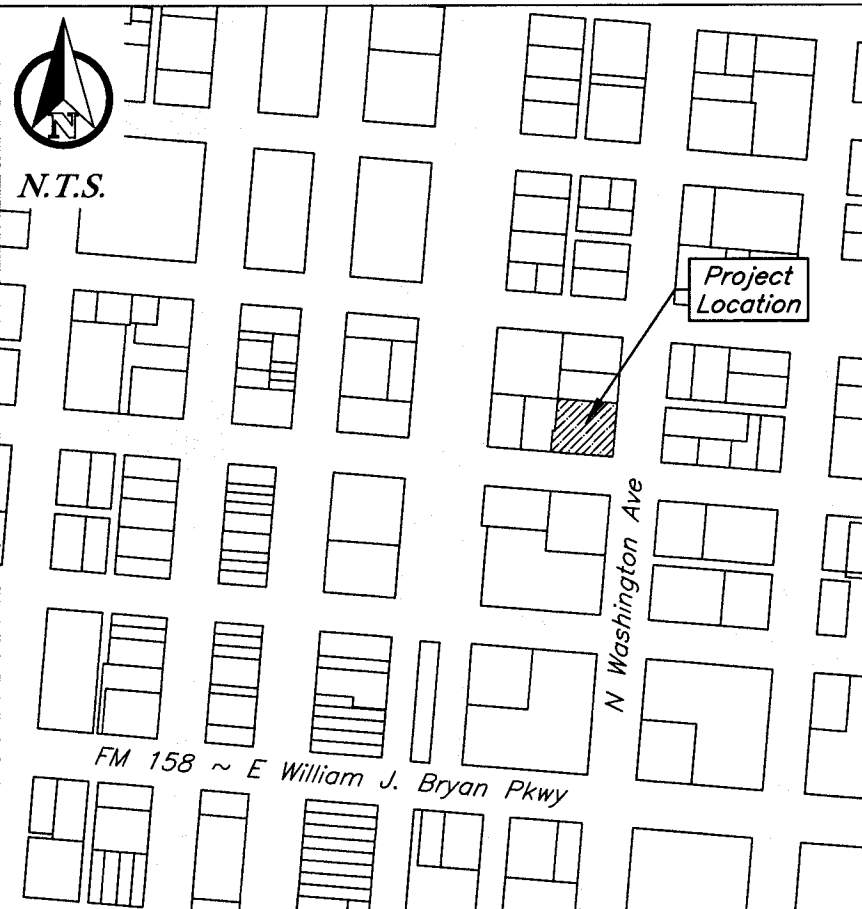 N
N.T.S.
Project
Location
N Washington Ave
FM 158 ~ E William J. Bryan Pkwy